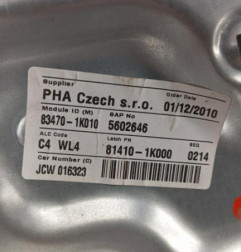 Supplier Order Date
PHA Czech s.r.o. 01/12/2010
Module ID (M) BAP No
83470-1K010 5602646
ALC Code Latch PN SEQ
C4 WL4 81410-1K000 0214
Car Number (C)
JCW 016323